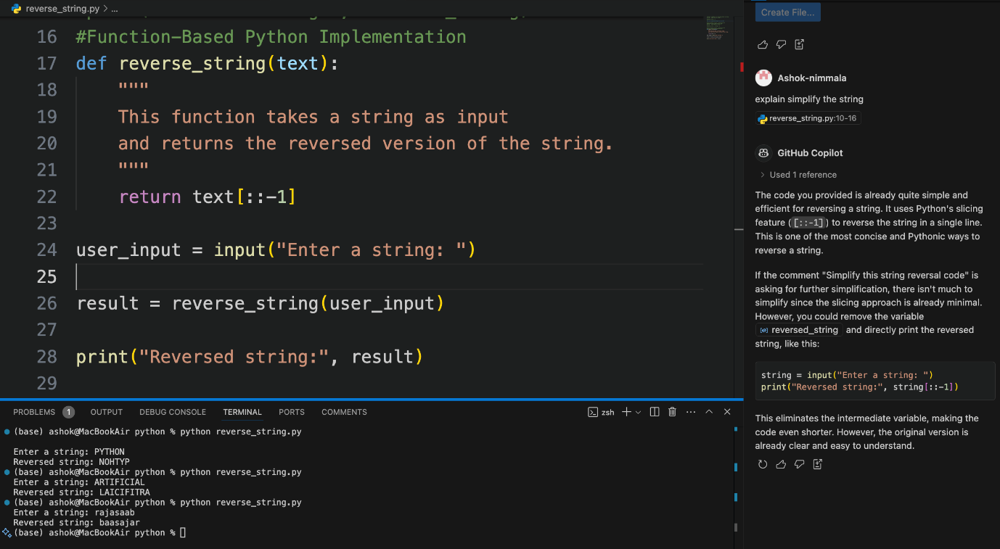 reverse_string.py > ...
16 #Function-Based Python Implementation
17 def reverse_string(text):
18 """
19 This function takes a string as input
20 and returns the reversed version of the string.
21 """
22 return text[::-1]
23
24 user_input = input("Enter a string: ")
25
26 result = reverse_string(user_input)
27
28 print("Reversed string:", result)
29
PROBLEMS 1 OUTPUT DEBUG CONSOLE TERMINAL PORTS COMMENTS zsh
(base) ashok@MacBookAir python % python reverse_string.py
Enter a string: PYTHON
Reversed string: NOHTYP
(base) ashok@MacBookAir python % python reverse_string.py
Enter a string: ARTIFICIAL
Reversed string: LAICIFITRA
(base) ashok@MacBookAir python % python reverse_string.py
Enter a string: rajasaab
Reversed string: baasajar
(base) ashok@MacBookAir python %
Create File...
Ashok-nimmala
explain simplify the string
reverse_string.py:10-16
GitHub Copilot
> Used 1 reference
The code you provided is already quite simple and
efficient for reversing a string. It uses Python's slicing
feature ([::-1]) to reverse the string in a single line.
This is one of the most concise and Pythonic ways to
reverse a string.
If the comment "Simplify this string reversal code" is
asking for further simplification, there isn't much to
simplify since the slicing approach is already minimal.
However, you could remove the variable
reversed_string and directly print the reversed
string, like this:
string = input("Enter a string: ")
print("Reversed string:", string[::-1])
This eliminates the intermediate variable, making the
code even shorter. However, the original version is
already clear and easy to understand.